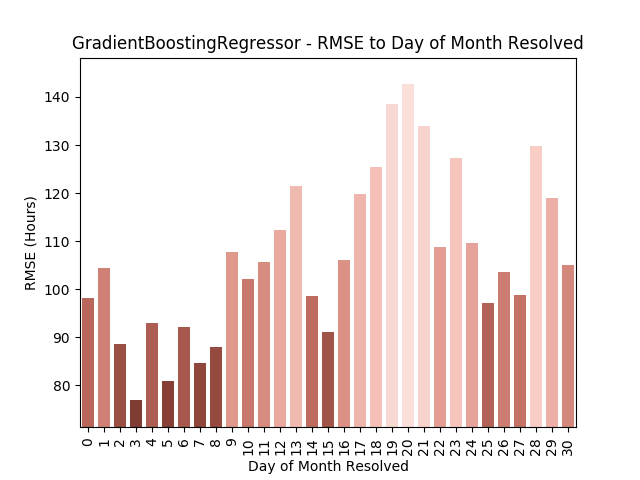 GradientBoostingRegressor - RMSE to Day of Month Resolved
RMSE (Hours)
140
130
120
110
100
90
80
0 1 2 3 4 5 6 7 8 9 10 11 12 13 14 15 16 17 18 19 20 21 22 23 24 25 26 27 28 29 30
Day of Month Resolved